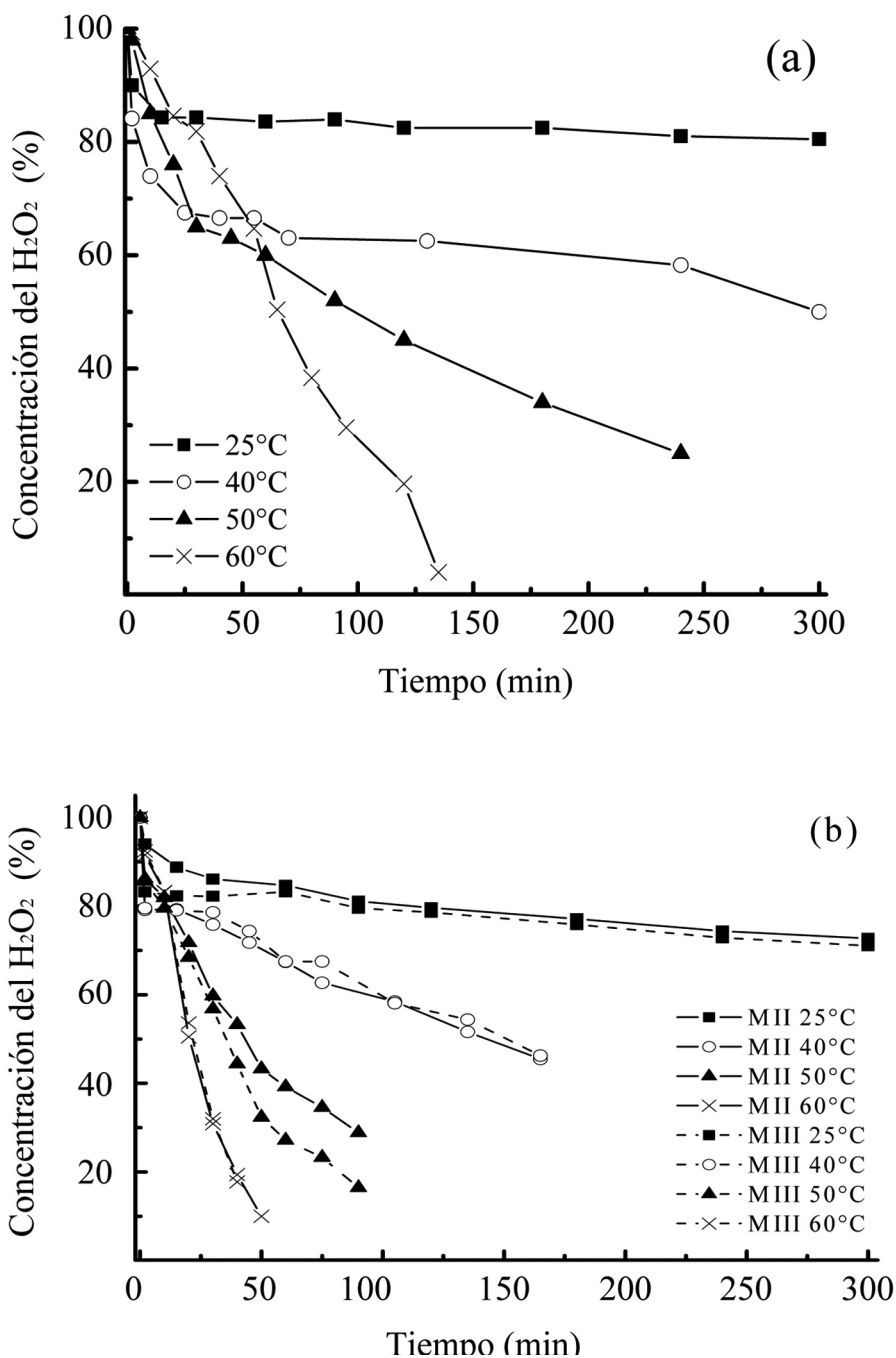 (a)
Concentración del H₂O₂ (%)
100
80
60
40
20
25°C
40°C
50°C
60°C
0
50
100
150
200
250
300
Tiempo (min)
(b)
Concentración del H₂O₂ (%)
100
80
60
40
20
MII 25°C
MII 40°C
MII 50°C
MII 60°C
MIII 25°C
MIII 40°C
MIII 50°C
MIII 60°C
0
50
100
150
200
250
300
Tiempo (min)